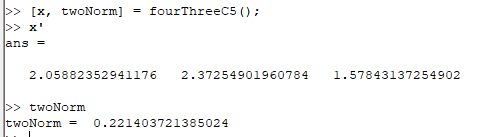 >> [x, twoNorm] = fourThreeC5();
>> x'
ans =
2.05882352941176 2.37254901960784 1.57843137254902
>> twoNorm
twoNorm = 0.221403721385024
>>